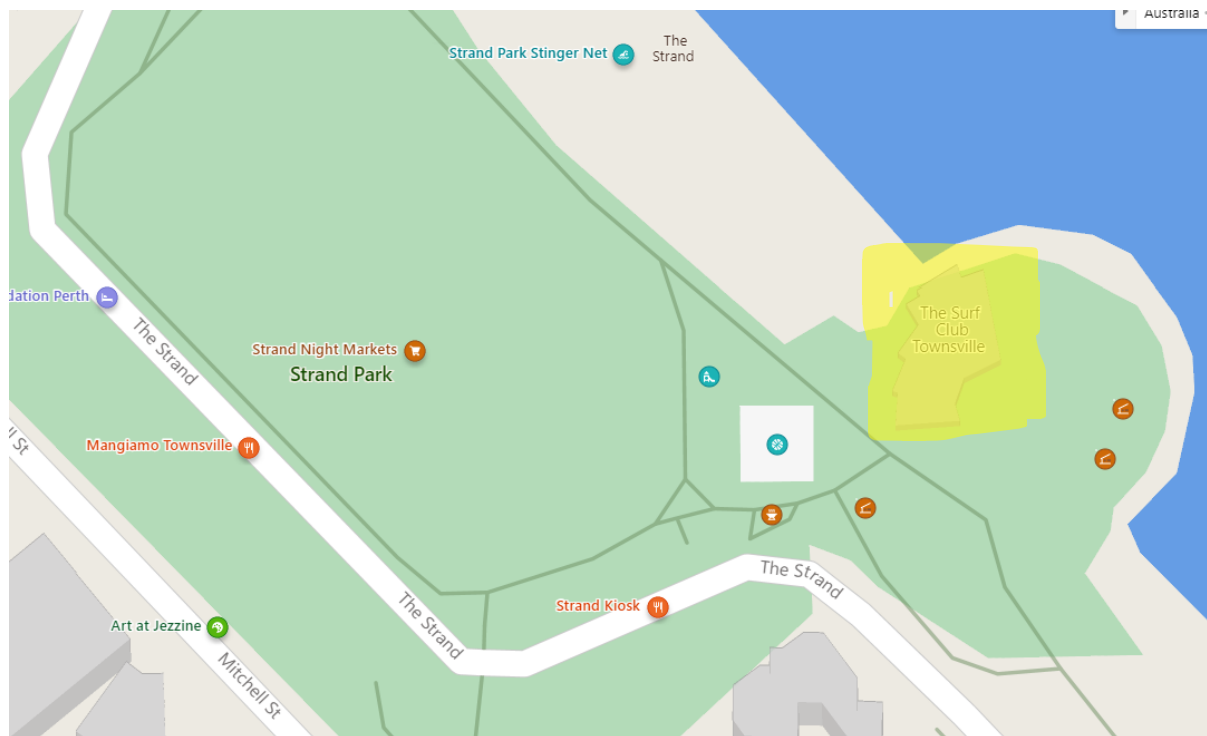 Australia
Strand Park Stinger Net
The
Strand
dation Perth
The Strand
The Surf
Club
Townsville
Strand Night Markets
Strand Park
Mangiamo Townsville
ll St
The Strand
The Strand
Strand Kiosk
Art at Jezzine
Mitchell St